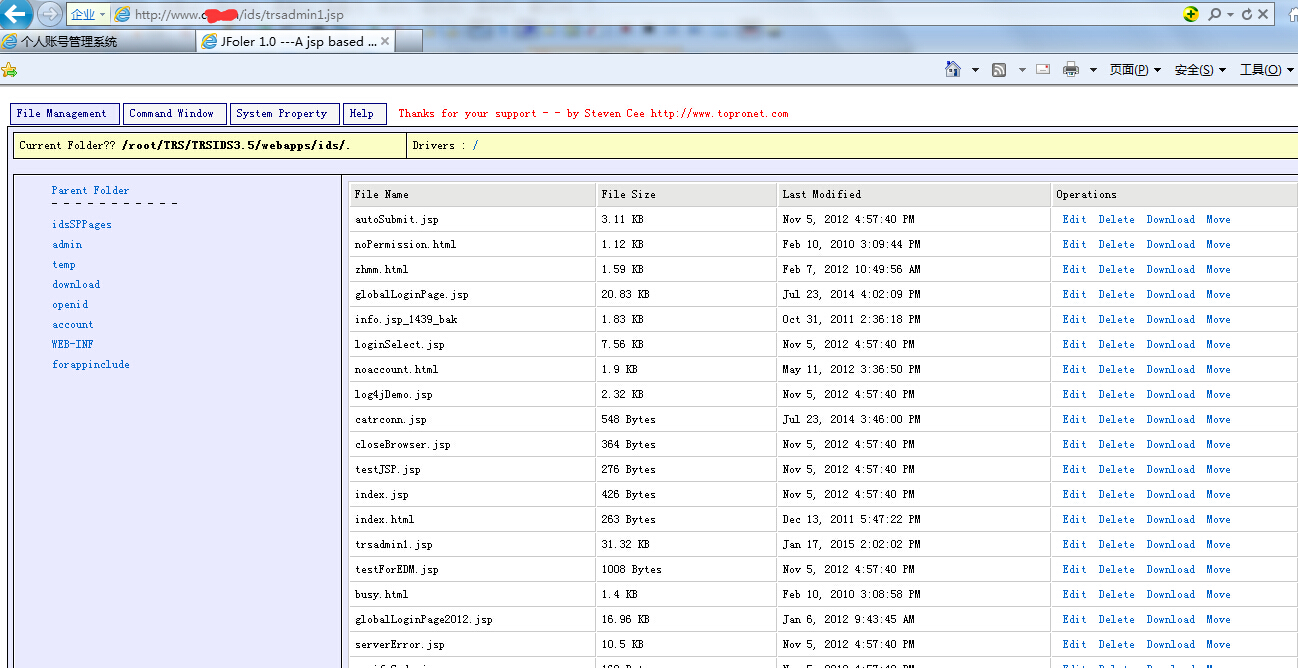 企业 http://www.c /ids/trsadmin1.jsp
个人账号管理系统 JFoler 1.0 ---A jsp based ...
页面(P) 安全(S) 工具(O)
File Management Command Window System Property Help Thanks for your support - - by Steven Cee http://www.topronet.com
Current Folder?? /root/TRS/TRSIDS3.5/webapps/ids/. Drivers : /
Parent Folder
- - - - - - - - - - -
idsSPPages
admin
temp
download
openid
account
WEB-INF
forappinclude
File Name File Size Last Modified Operations
autoSubmit.jsp 3.11 KB Nov 5, 2012 4:57:40 PM Edit Delete Download Move
noPermission.html 1.12 KB Feb 10, 2010 3:09:44 PM Edit Delete Download Move
zhmm.html 1.59 KB Feb 7, 2012 10:49:56 AM Edit Delete Download Move
globalLoginPage.jsp 20.83 KB Jul 23, 2014 4:02:09 PM Edit Delete Download Move
info.jsp_1439_bak 1.83 KB Oct 31, 2011 2:36:18 PM Edit Delete Download Move
loginSelect.jsp 7.56 KB Nov 5, 2012 4:57:40 PM Edit Delete Download Move
noaccount.html 1.9 KB May 11, 2012 3:36:50 PM Edit Delete Download Move
log4jDemo.jsp 2.32 KB Nov 5, 2012 4:57:40 PM Edit Delete Download Move
catrconn.jsp 548 Bytes Jul 23, 2014 3:46:00 PM Edit Delete Download Move
closeBrowser.jsp 364 Bytes Nov 5, 2012 4:57:40 PM Edit Delete Download Move
testJSP.jsp 276 Bytes Nov 5, 2012 4:57:40 PM Edit Delete Download Move
index.jsp 426 Bytes Nov 5, 2012 4:57:40 PM Edit Delete Download Move
index.html 263 Bytes Dec 13, 2011 5:47:22 PM Edit Delete Download Move
trsadmin1.jsp 31.32 KB Jan 17, 2015 2:02:02 PM Edit Delete Download Move
testForEDM.jsp 1008 Bytes Nov 5, 2012 4:57:40 PM Edit Delete Download Move
busy.html 1.4 KB Feb 10, 2010 3:08:58 PM Edit Delete Download Move
globalLoginPage2012.jsp 16.96 KB Jan 6, 2012 9:43:45 AM Edit Delete Download Move
serverError.jsp 10.5 KB Nov 5, 2012 4:57:40 PM Edit Delete Download Move